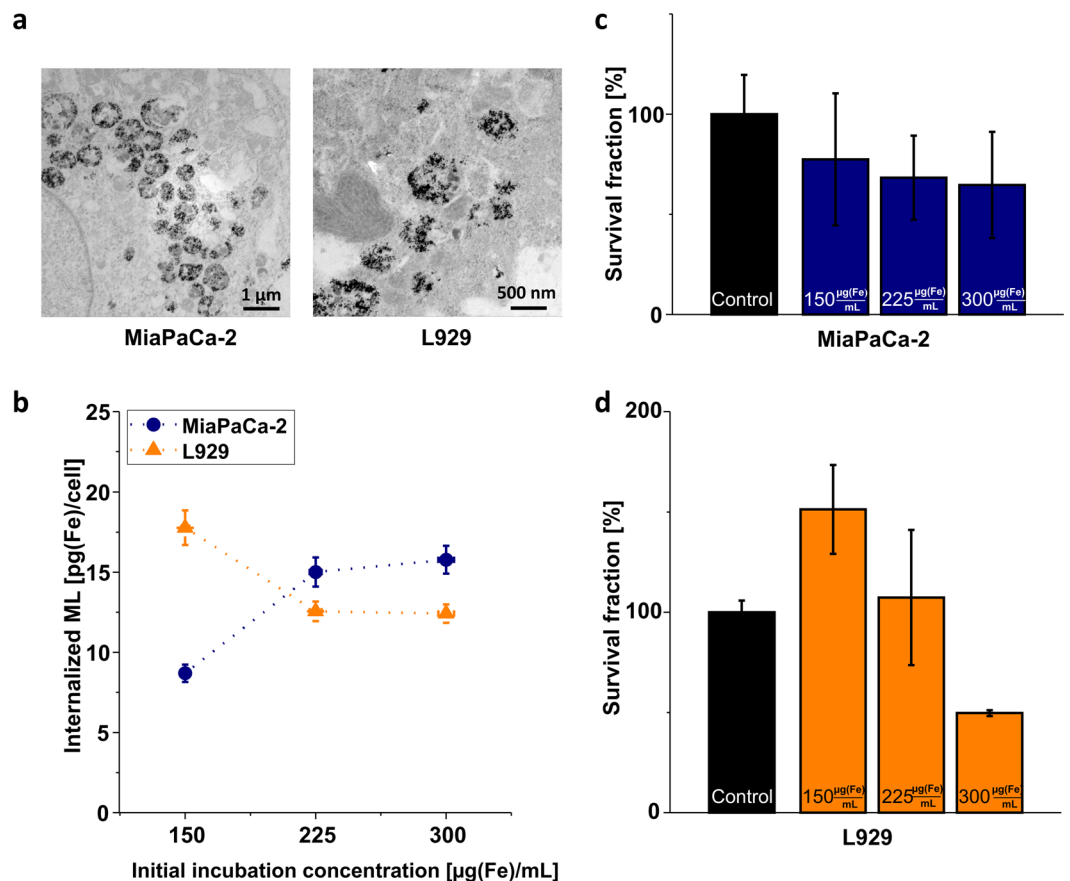 a
1 µm
500 nm
MiaPaCa-2
L929
b
MiaPaCa-2
L929
25
20
15
10
5
0
150
225
300
Internalized ML [pg(Fe)/cell]
Initial incubation concentration [µg(Fe)/mL]
c
Survival fraction [%]
100
0
Control
150 µg(Fe)/mL
225 µg(Fe)/mL
300 µg(Fe)/mL
MiaPaCa-2
d
Survival fraction [%]
200
100
0
Control
150 µg(Fe)/mL
225 µg(Fe)/mL
300 µg(Fe)/mL
L929